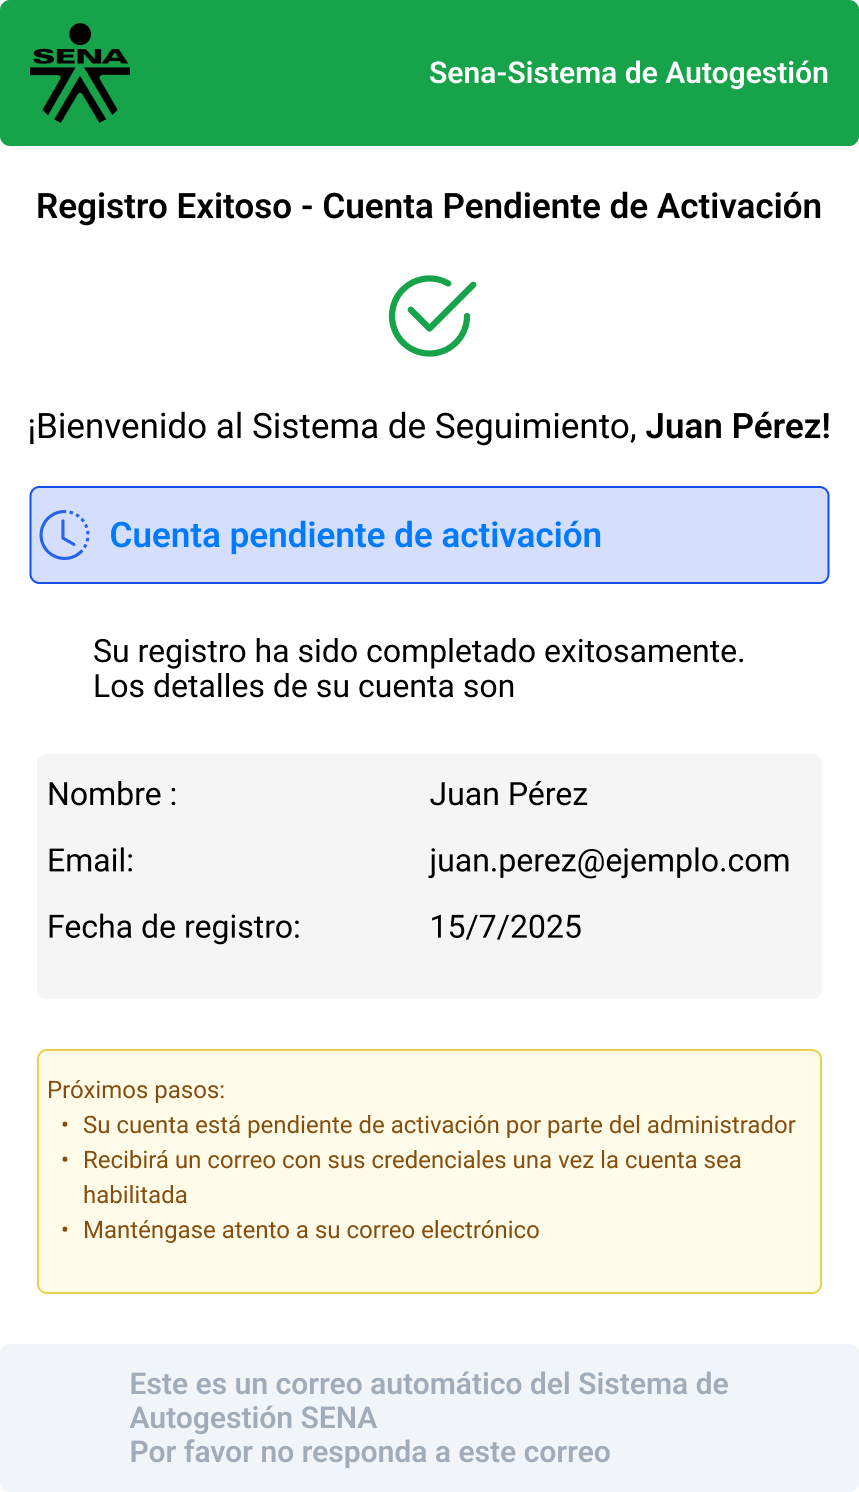 SENA
Sena-Sistema de Autogestión
Registro Exitoso - Cuenta Pendiente de Activación
¡Bienvenido al Sistema de Seguimiento, Juan Pérez!
Cuenta pendiente de activación
Su registro ha sido completado exitosamente.
Los detalles de su cuenta son
Nombre : Juan Pérez
Email: juan.perez@ejemplo.com
Fecha de registro: 15/7/2025
Próximos pasos:
• Su cuenta está pendiente de activación por parte del administrador
• Recibirá un correo con sus credenciales una vez la cuenta sea
habilitada
• Manténgase atento a su correo electrónico
Este es un correo automático del Sistema de
Autogestión SENA
Por favor no responda a este correo